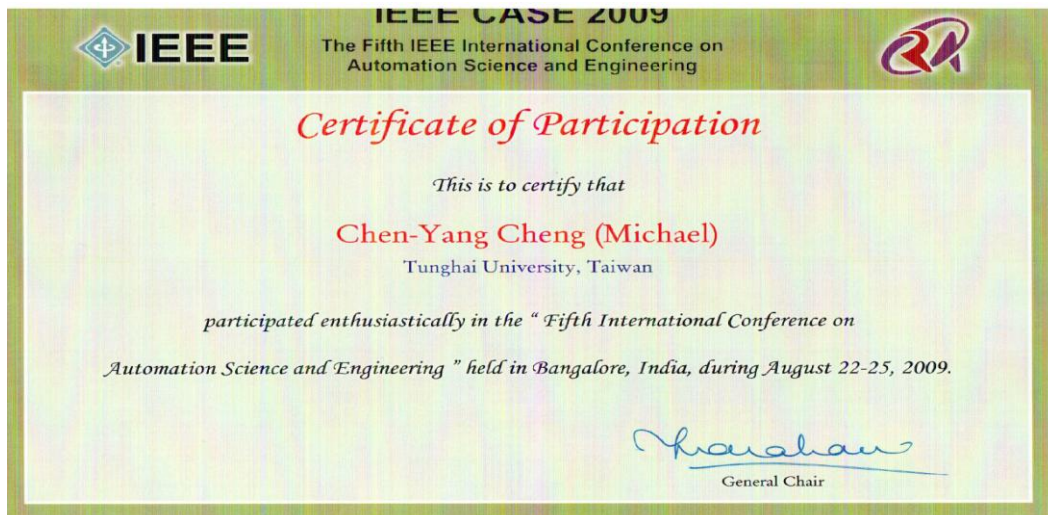 IEEE CASE 2009
IEEE
The Fifth IEEE International Conference on
Automation Science and Engineering
Certificate of Participation
This is to certify that
Chen-Yang Cheng (Michael)
Tunghai University, Taiwan
participated enthusiastically in the “ Fifth International Conference on
Automation Science and Engineering ” held in Bangalore, India, during August 22-25, 2009.
General Chair